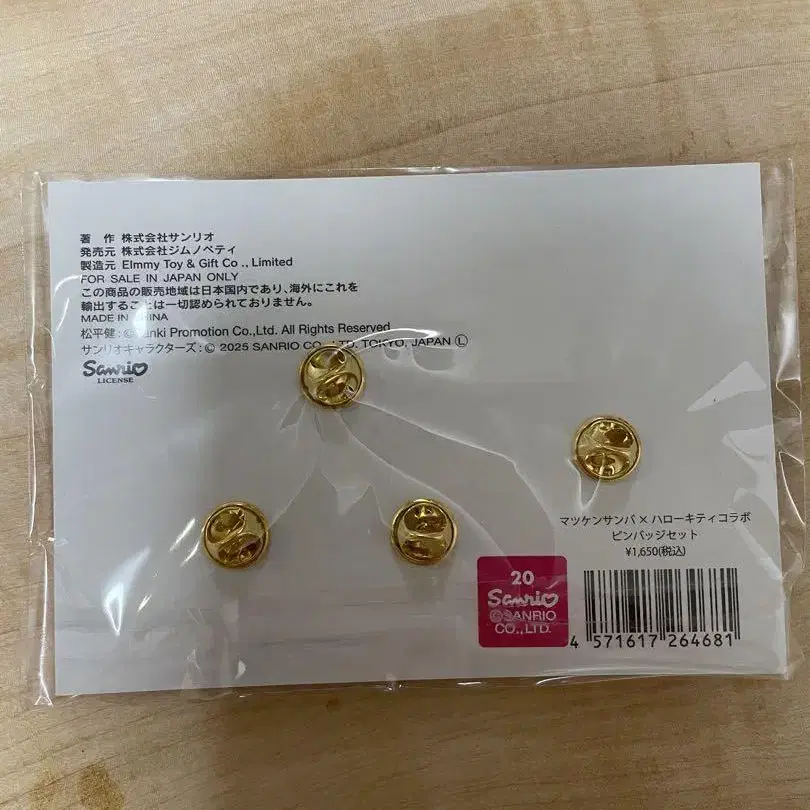 著 作 株式会社サンリオ
発売元 株式会社ジムノベティ
製造元 Elmmy Toy & Gift Co ., Limited
FOR SALE IN JAPAN ONLY
この商品の販売地域は日本国内であり、海外にこれを
輸出することは一切認められておりません。
MADE IN CHINA
松平健:© Sanki Promotion Co.,Ltd. All Rights Reserved
サンリオキャラクターズ:© 2025 SANRIO CO., LTD. TOKYO, JAPAN Ⓛ
Sanrio
LICENSE
マツケンサンバ×ハローキティコラボ
ピンバッジセット
¥1,650(税込)
20
Sanrio
©SANRIO
CO.,LTD.
4 571617 264681